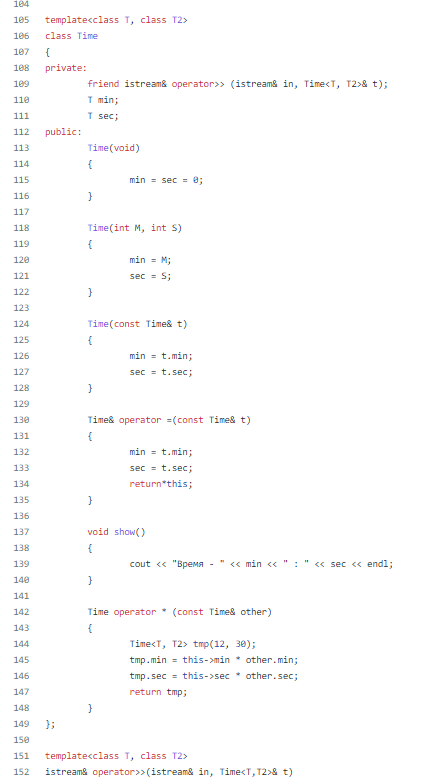 104
105 template<class T, class T2>
106 class Time
107 {
108 private:
109 friend istream& operator>> (istream& in, Time<T, T2>& t);
110 T min;
111 T sec;
112 public:
113 Time(void)
114 {
115 min = sec = 0;
116 }
117
118 Time(int M, int S)
119 {
120 min = M;
121 sec = S;
122 }
123
124 Time(const Time& t)
125 {
126 min = t.min;
127 sec = t.sec;
128 }
129
130 Time& operator =(const Time& t)
131 {
132 min = t.min;
133 sec = t.sec;
134 return*this;
135 }
136
137 void show()
138 {
139 cout << "Время - " << min << " : " << sec << endl;
140 }
141
142 Time operator * (const Time& other)
143 {
144 Time<T, T2> tmp(12, 30);
145 tmp.min = this->min * other.min;
146 tmp.sec = this->sec * other.sec;
147 return tmp;
148 }
149 };
150
151 template<class T, class T2>
152 istream& operator>>(istream& in, Time<T,T2>& t)